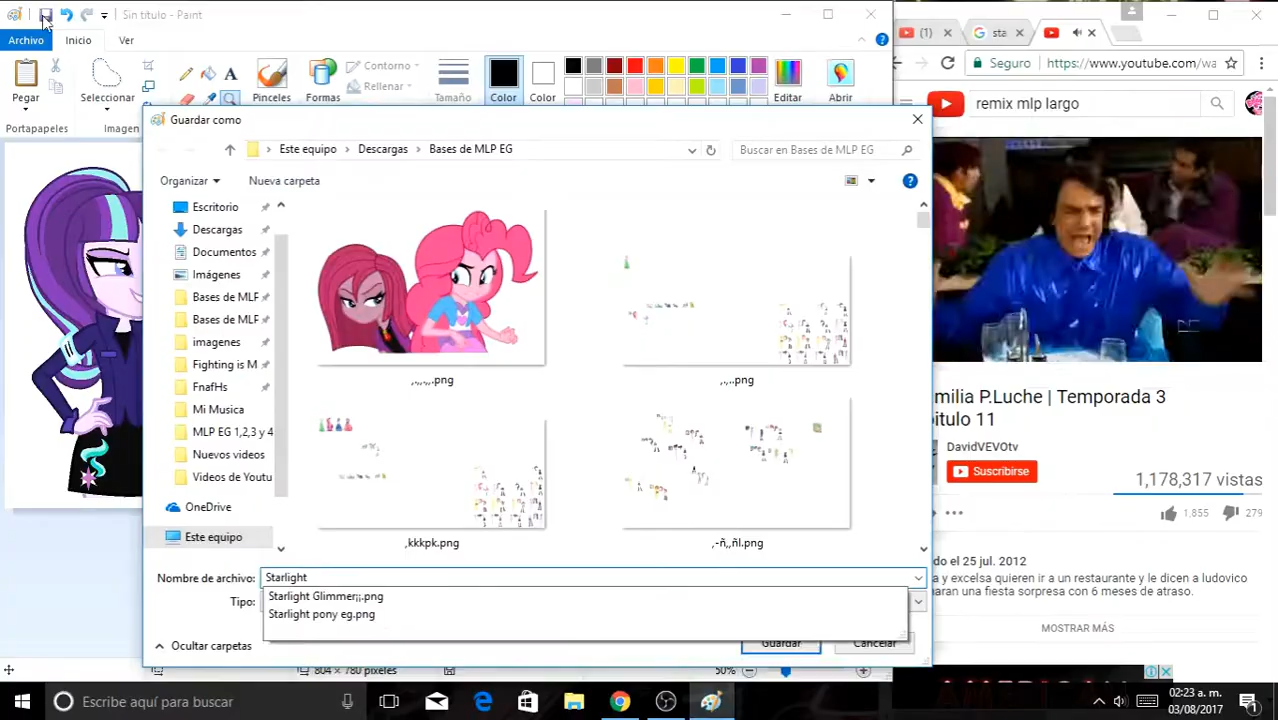 Sin título - Paint
(1)
sta
Archivo
Inicio
Ver
Seguro
https://www.youtube.com/wa
Pegar
Seleccionar
Pinceles
Formas
Contorno
Rellenar
Tamaño
Color
Color
Editar
Abrir
Portapapeles
Imagen
remix mlp largo
Guardar como
Este equipo
Descargas
Bases de MLP EG
Buscar en Bases de MLP EG
Organizar
Nueva carpeta
Escritorio
Descargas
Documentos
Imágenes
Bases de MLP
Bases de MLP
imagenes
Fighting is M
FnafHs
Mi Musica
MLP EG 1,2,3 y 4
Nuevos videos
Videos de Youtu
OneDrive
Este equipo
,kkkpk.png
,-ñ,,ñl.png
Nombre de archivo:
Starlight
Starlight Glimmer¡¡.png
Starlight pony eg.png
Tipo:
Ocultar carpetas
Guardar
Cancelar
804 × 780 píxeles
50%
milia P.Luche | Temporada 3
pitulo 11
DavidVEVOtv
Suscribirse
1,178,317 vistas
1,855
279
do el 25 jul. 2012
a y excelsa quieren ir a un restaurante y le dicen a ludovico
naran una fiesta sorpresa con 6 meses de atraso.
MOSTRAR MÁS
Escribe aquí para buscar
02:23 a. m.
03/08/2017